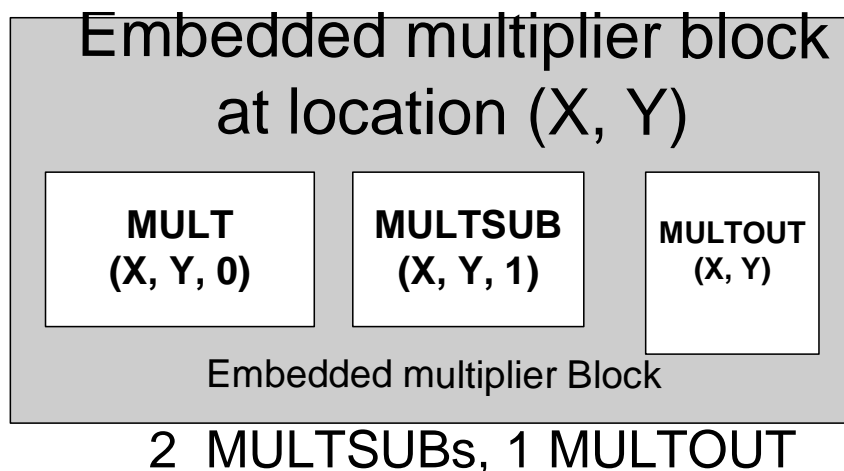 Embedded multiplier block
at location (X, Y)
MULT
(X, Y, 0)
MULTSUB
(X, Y, 1)
MULTOUT
(X, Y)
Embedded multiplier Block
2 MULTSUBs, 1 MULTOUT